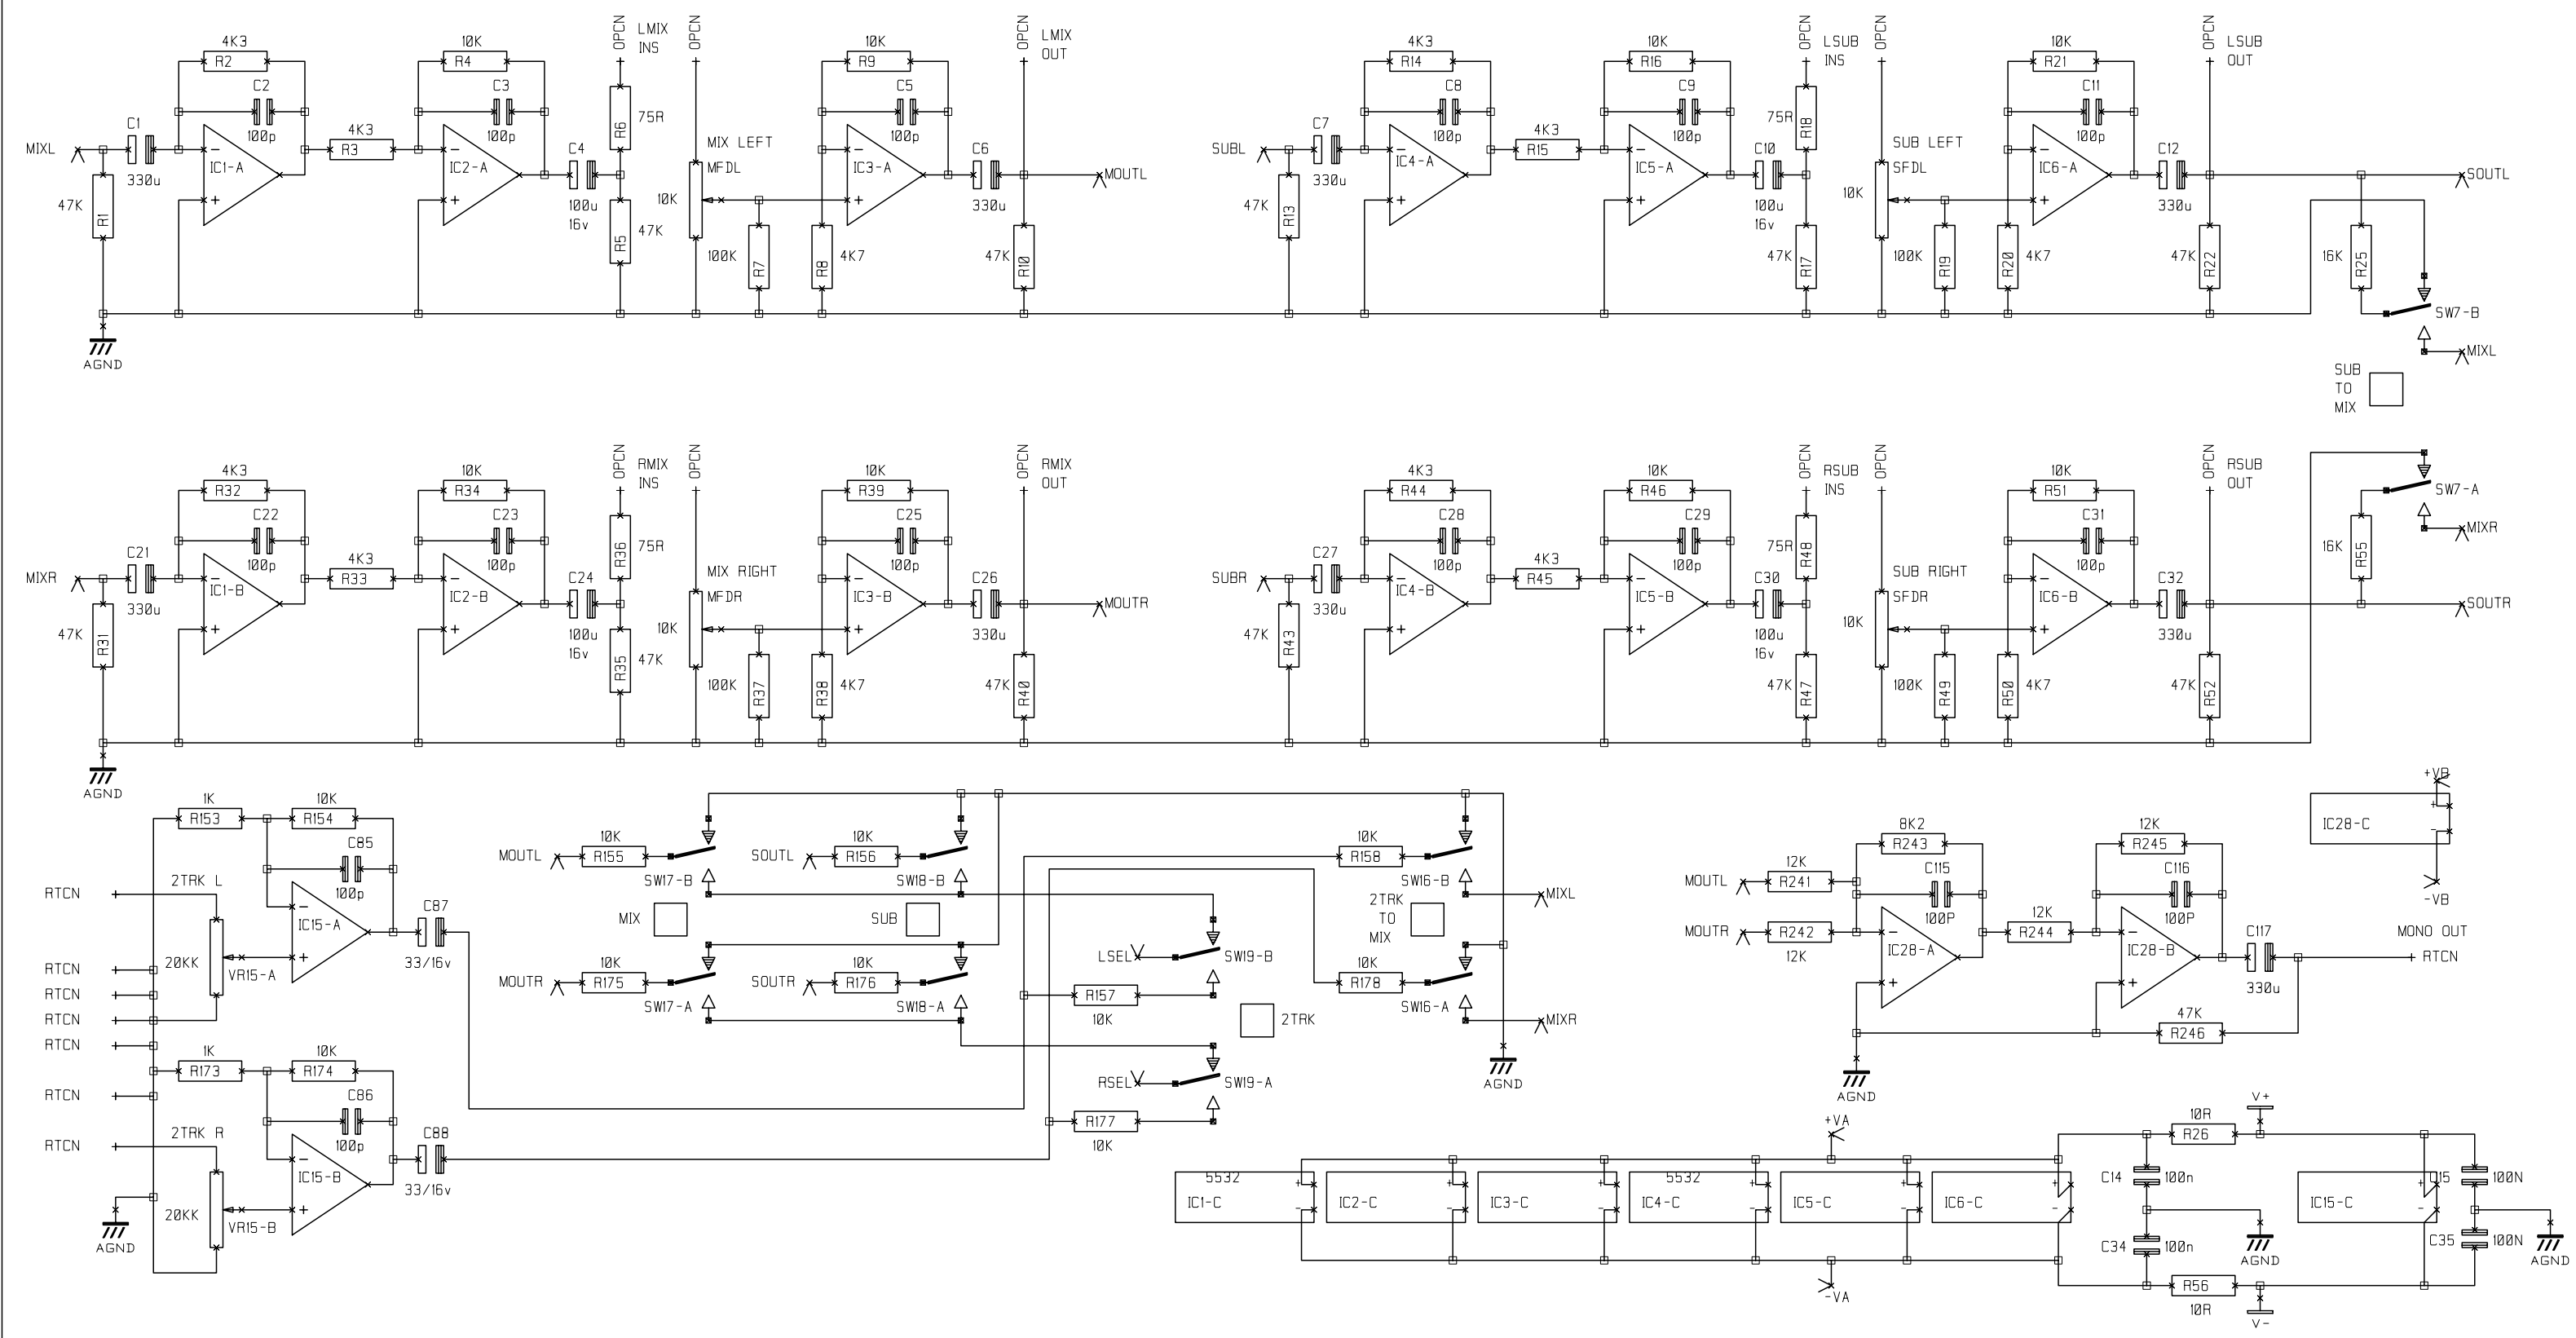 4K3
R2
C2
100p
C1
330u
MIXL
47K
R1
IC1-A
4K3
R3
10K
R4
C3
100p
IC2-A
C4
100u
16v
OPCN
LMIX
INS
R6
75R
R5
47K
OPCN
MIX LEFT
MFDL
10K
100K
R7
10K
R9
C5
100p
IC3-A
R8
4K7
C6
330u
OPCN
LMIX
OUT
MOUTL
47K
R10
AGND
4K3
R14
C8
100p
C7
330u
SUBL
47K
R13
IC4-A
4K3
R15
10K
R16
C9
100p
IC5-A
C10
100u
16v
OPCN
LSUB
INS
75R
R18
47K
R17
OPCN
SUB LEFT
SFDL
10K
100K
R19
10K
R21
C11
100p
IC6-A
R20
4K7
C12
330u
OPCN
LSUB
OUT
47K
R22
SOUTL
16K
R25
SW7-B
MIXL
SUB
TO
MIX
4K3
R32
C22
100p
C21
330u
MIXR
47K
R31
IC1-B
4K3
R33
10K
R34
C23
100p
IC2-B
C24
100u
16v
OPCN
RMIX
INS
R36
75R
R35
47K
OPCN
MIX RIGHT
MFDR
10K
100K
R37
10K
R39
C25
100p
IC3-B
R38
4K7
C26
330u
OPCN
RMIX
OUT
MOUTR
47K
R40
AGND
4K3
R44
C28
100p
C27
330u
SUBR
47K
R43
IC4-B
4K3
R45
10K
R46
C29
100p
IC5-B
C30
100u
16v
OPCN
RSUB
INS
75R
R48
47K
R47
OPCN
SUB RIGHT
SFDR
10K
100K
R49
10K
R51
C31
100p
IC6-B
R50
4K7
C32
330u
OPCN
RSUB
OUT
47K
R52
SW7-A
MIXR
16K
R55
SOUTR
1K
R153
10K
R154
C85
100p
RTCN
2TRK L
IC15-A
C87
33/16v
20KK
VR15-A
RTCN
RTCN
RTCN
RTCN
1K
R173
10K
R174
C86
100p
RTCN
RTCN
2TRK R
IC15-B
C88
33/16v
20KK
VR15-B
AGND
MOUTL
10K
R155
SW17-B
MIX
MOUTR
10K
R175
SW17-A
SOUTL
10K
R156
SW18-B
SUB
SOUTR
10K
R176
SW18-A
LSEL
SW19-B
R157
10K
2TRK
RSEL
SW19-A
R177
10K
10K
R158
SW16-B
MIXL
2TRK
TO
MIX
10K
R178
SW16-A
MIXR
AGND
8K2
R243
C115
100P
MOUTL
12K
R241
MOUTR
R242
12K
IC28-A
12K
R244
12K
R245
C116
100P
IC28-B
C117
330u
MONO OUT
RTCN
47K
R246
AGND
+VB
+
IC28-C
-
-VB
+VA
5532
IC1-C
+
-
IC2-C
+
-
IC3-C
+
-
5532
IC4-C
+
-
IC5-C
+
-
IC6-C
+
-
-VA
C14
100n
C34
100n
10R
R26
V+
AGND
R56
10R
V-
IC15-C
+
-
100N
C35
100N
AGND